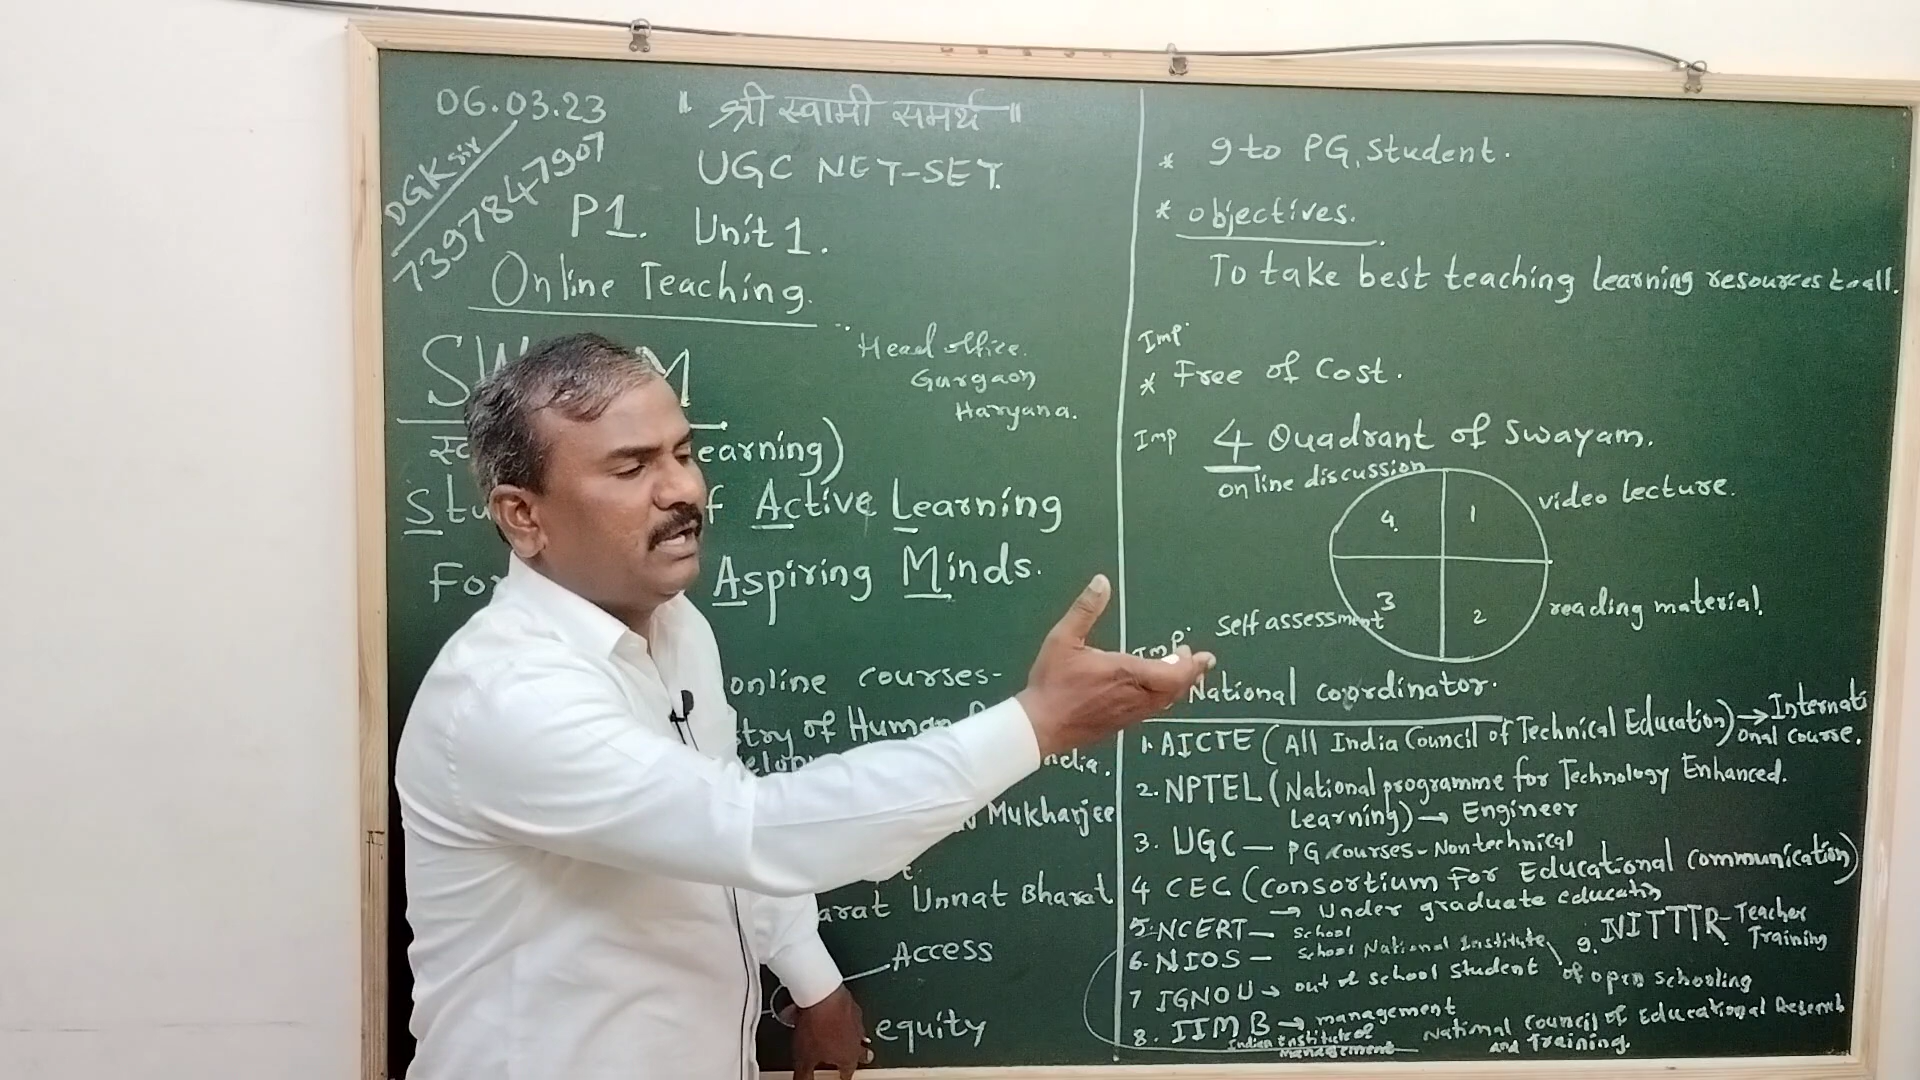 06.03.23
॥ श्री स्वामी समर्थ ॥
DGK sir
7397847907
UGC NET-SET.
P1. Unit 1.
Online Teaching.
Head office.
Gurgaon
Haryana.
earning)
Active Learning
Aspiring Minds.
online courses-
of Human
Mukharjee
Unnat Bharat
Access
equity
* 9 to PG, Student.
* objectives.
To take best teaching learning resources to all.
Imp
* Free of Cost.
Imp 4 Quadrant of Swayam.
online discussion
4. 1 video lecture.
3 2 reading material.
Self assessment
Imp.
National coordinator.
1. AICTE (All India Council of Technical Education) → International course.
2. NPTEL (National programme for Technology Enhanced.
Learning) → Engineer
3. UGC — PG courses - Nontechnical
4 CEC (consortium For Educational communication)
→ Under graduate education
5. NCERT — School
6. NIOS — School National Institute of open schooling
9. NITTTR - Teacher Training
7 IGNOU → out of school student
8. IIMB → management
Indian institute of management
National Council of Educational Research and Training.